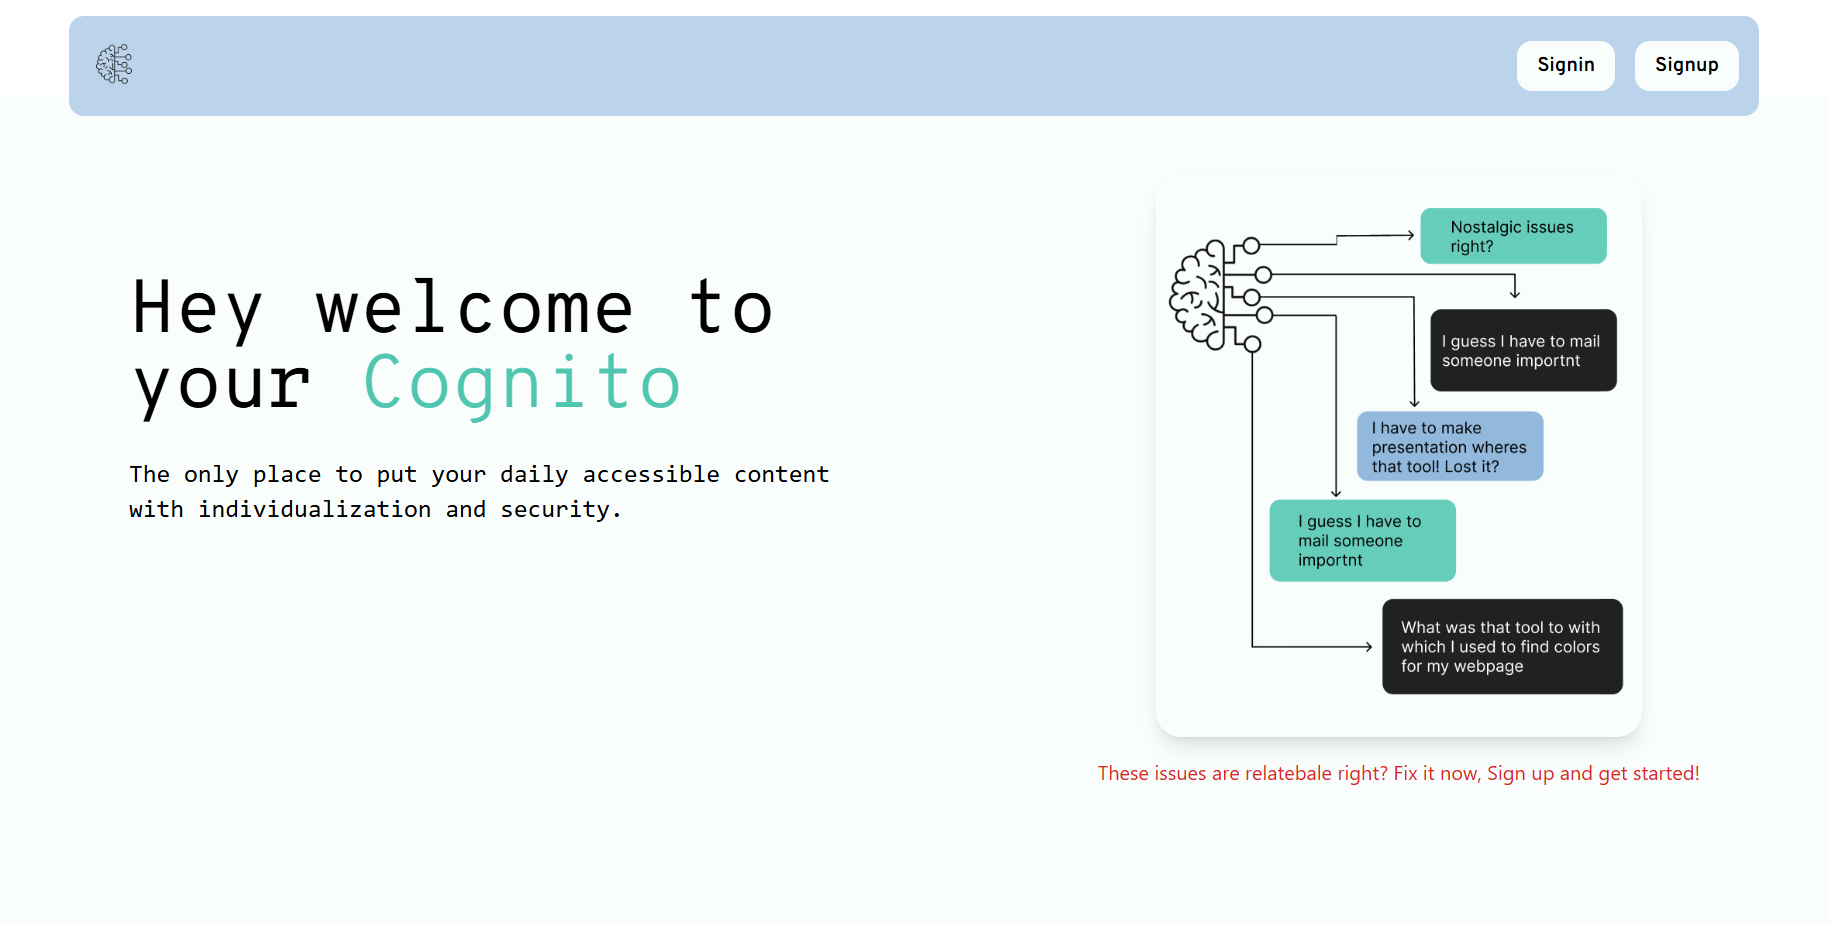 Signin
Signup
Hey welcome to
your Cognito
The only place to put your daily accessible content
with individualization and security.
Nostalgic issues
right?
I guess I have to mail
someone importnt
I have to make
presentation wheres
that tool! Lost it?
I guess I have to
mail someone
importnt
What was that tool to with
which I used to find colors
for my webpage
These issues are relatebale right? Fix it now, Sign up and get started!